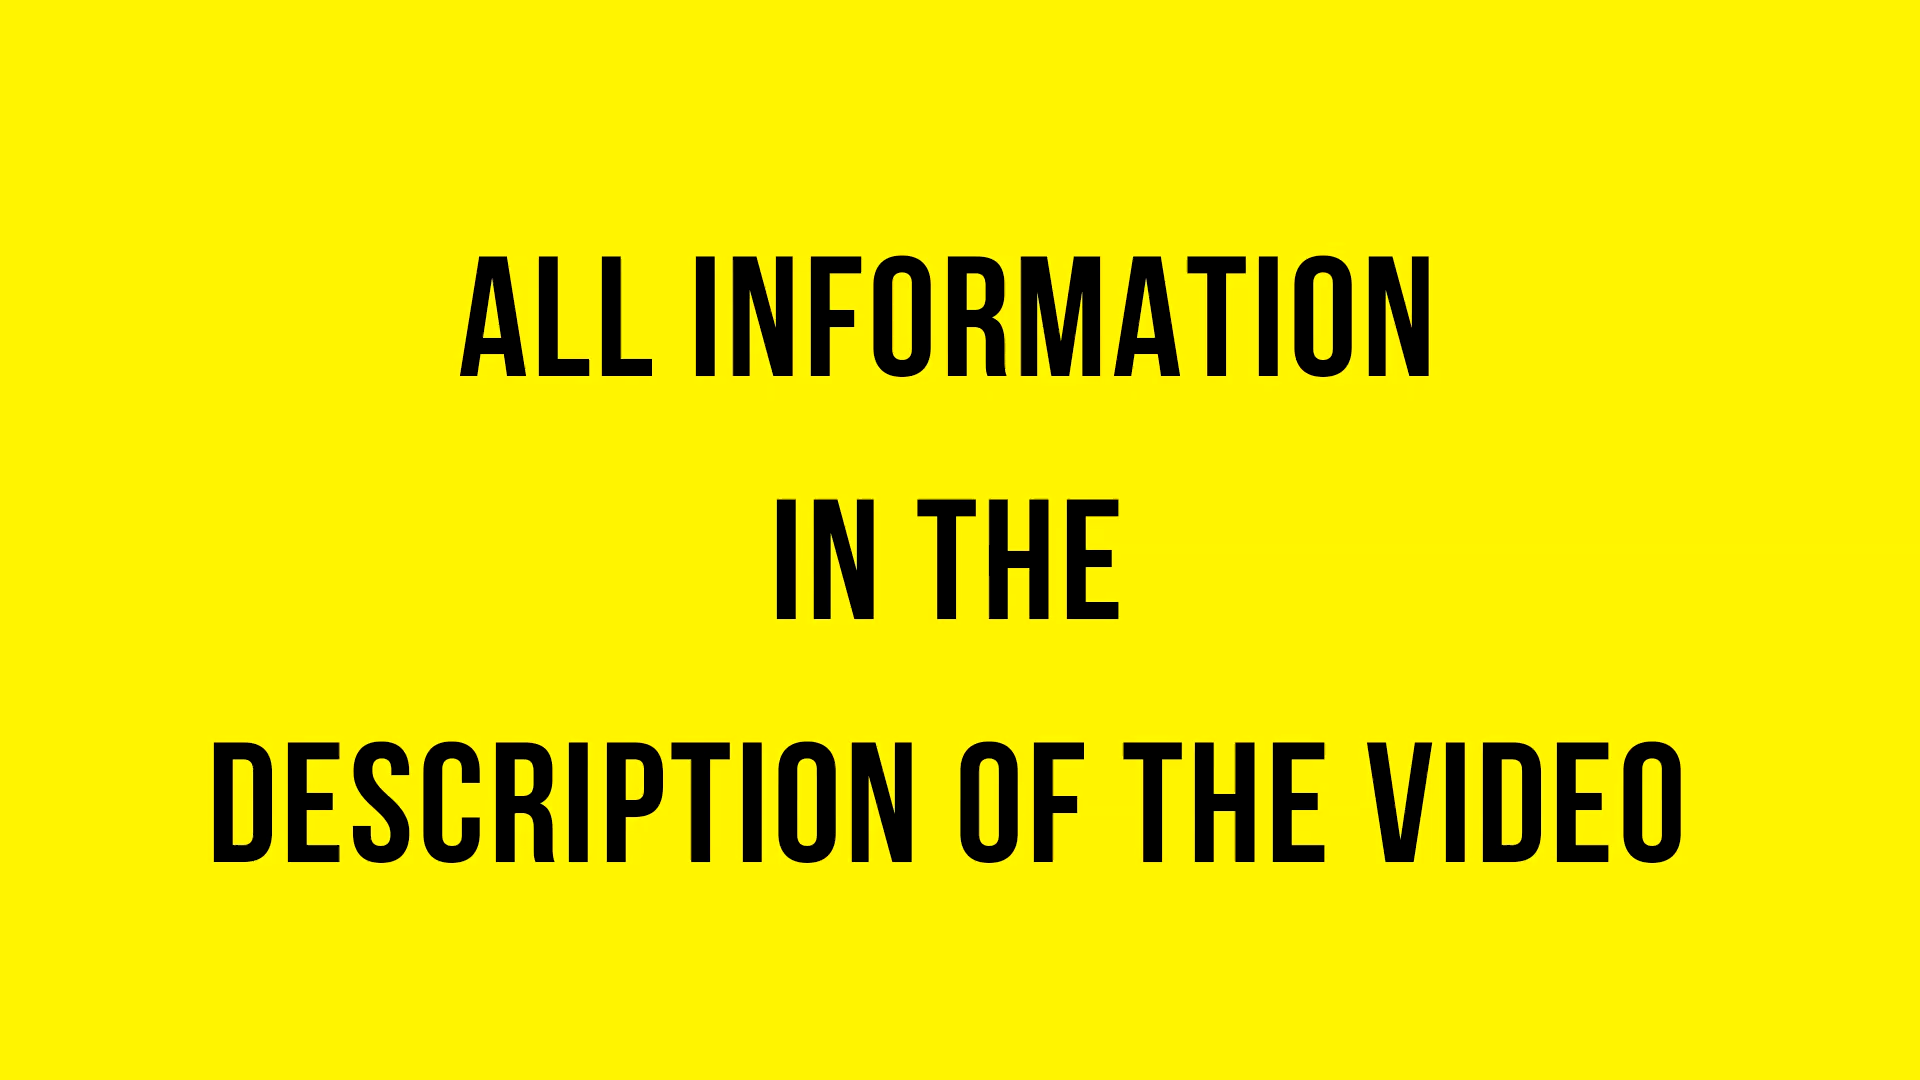 ALL INFORMATION
IN THE
DESCRIPTION OF THE VIDEO